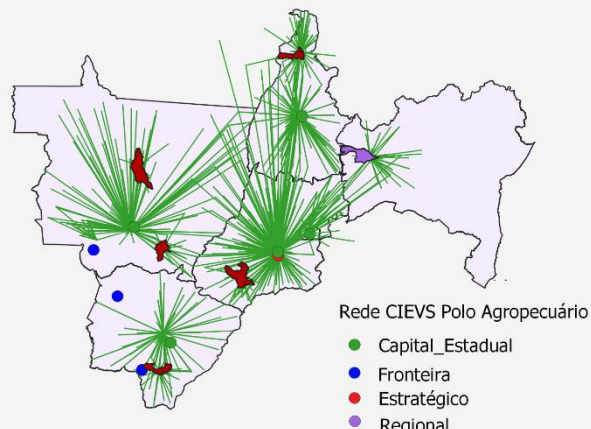 Rede CIEVS Polo Agropecuário
Capital_Estadual
Fronteira
Estratégico
Regional